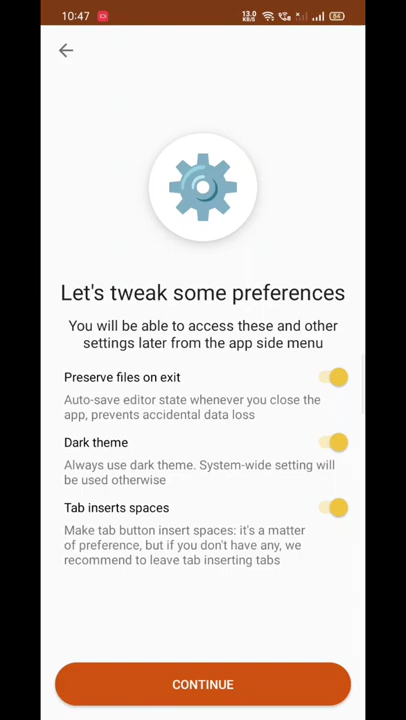 10:47
13.0
KB/S
84
Let's tweak some preferences
You will be able to access these and other
settings later from the app side menu
Preserve files on exit
Auto-save editor state whenever you close the
app, prevents accidental data loss
Dark theme
Always use dark theme. System-wide setting will
be used otherwise
Tab inserts spaces
Make tab button insert spaces: it's a matter
of preference, but if you don't have any, we
recommend to leave tab inserting tabs
CONTINUE